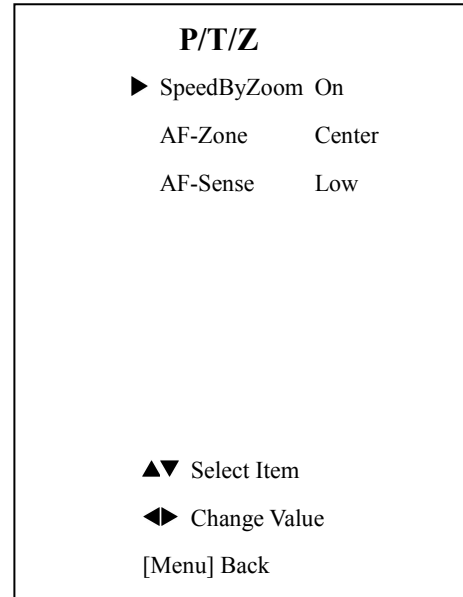 P/T/Z
▶ SpeedByZoom On
AF-Zone Center
AF-Sense Low
▲▼ Select Item
◀▶ Change Value
[Menu] Back